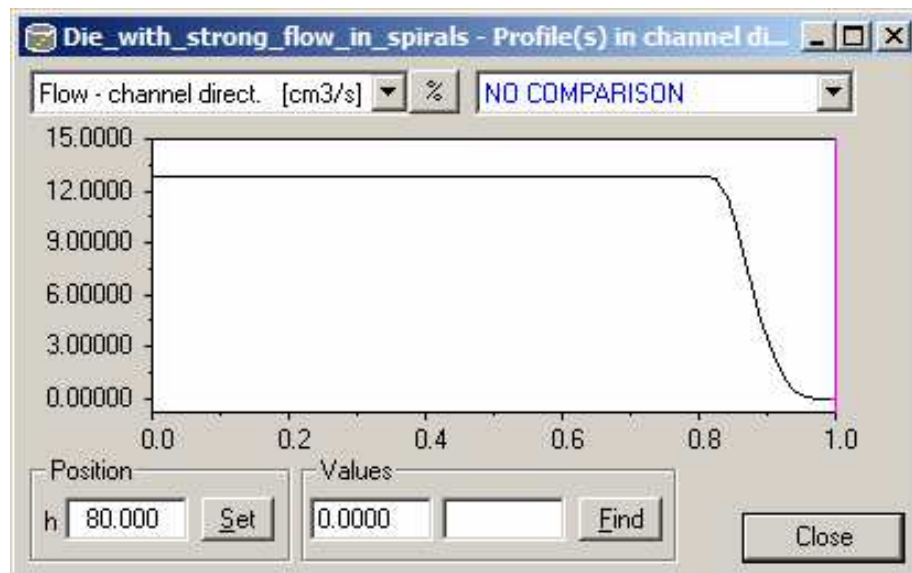 Die_with_strong_flow_in_spirals - Profile(s) in channel di...
Flow - channel direct. [cm3/s] % NO COMPARISON
15.0000
12.0000
9.00000
6.00000
3.00000
0.00000
0.0 0.2 0.4 0.6 0.8 1.0
Position Values
h 80.000 Set 0.0000 Find Close